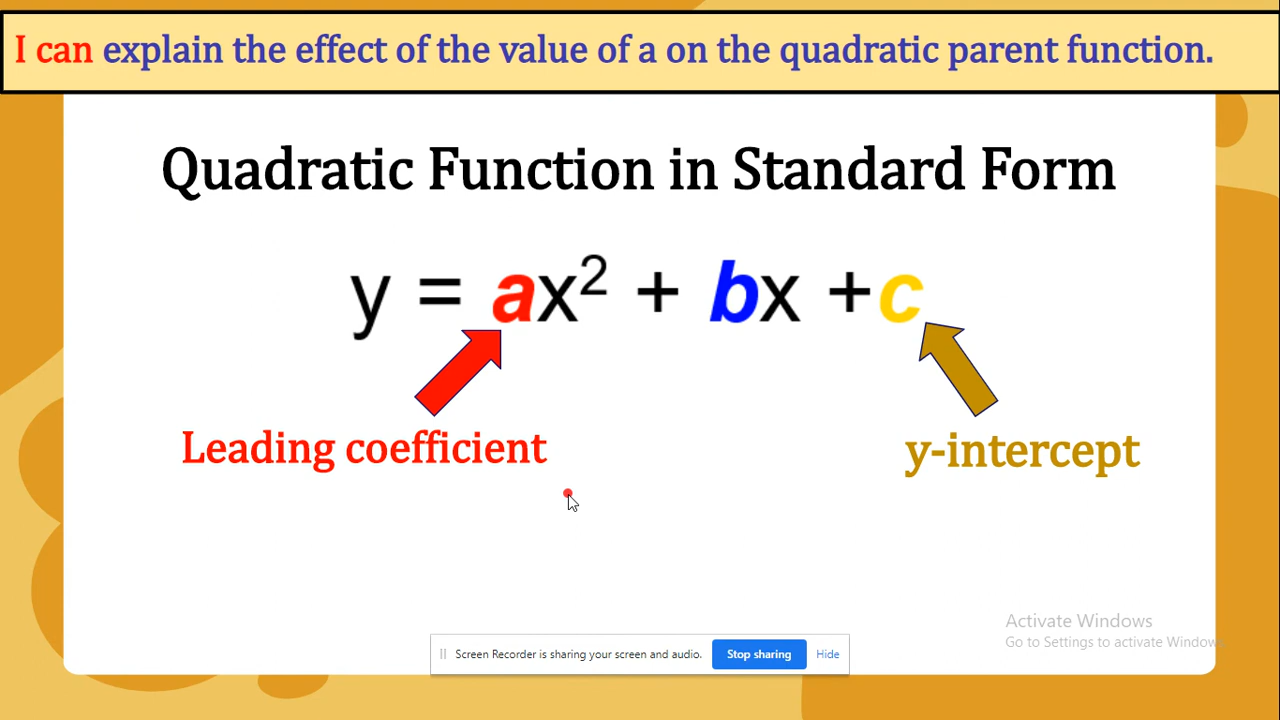 I can explain the effect of the value of a on the quadratic parent function.
Quadratic Function in Standard Form
y = ax² + bx +c
Leading coefficient
y-intercept
Activate Windows
Go to Settings to activate Windows.
|| Screen Recorder is sharing your screen and audio. Stop sharing Hide